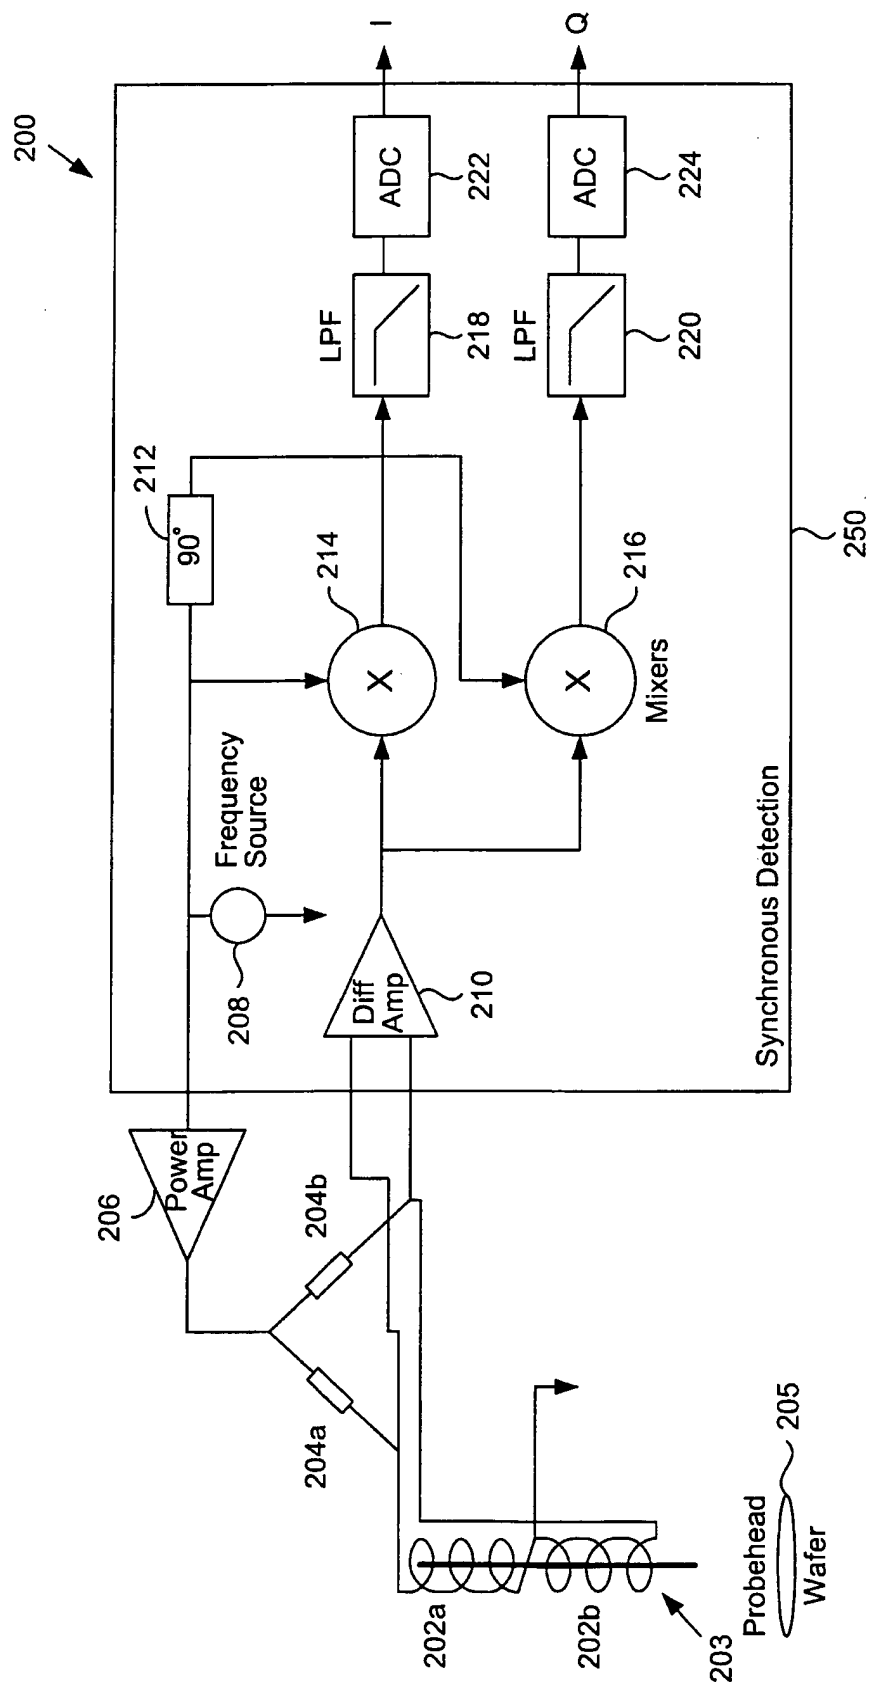 200
I
Q
ADC
222
ADC
224
LPF
218
LPF
220
212
90°
214
X
216
X
Mixers
250
Frequency
Source
208
Diff
Amp
210
Synchronous Detection
206
Power
Amp
204b
204a
202a
202b
203
Probehead
205
Wafer